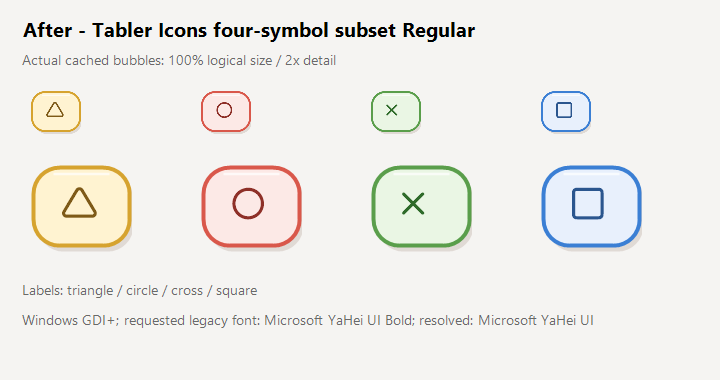 After - Tabler Icons four-symbol subset Regular
Actual cached bubbles: 100% logical size / 2x detail
Labels: triangle / circle / cross / square
Windows GDI+; requested legacy font: Microsoft YaHei UI Bold; resolved: Microsoft YaHei UI